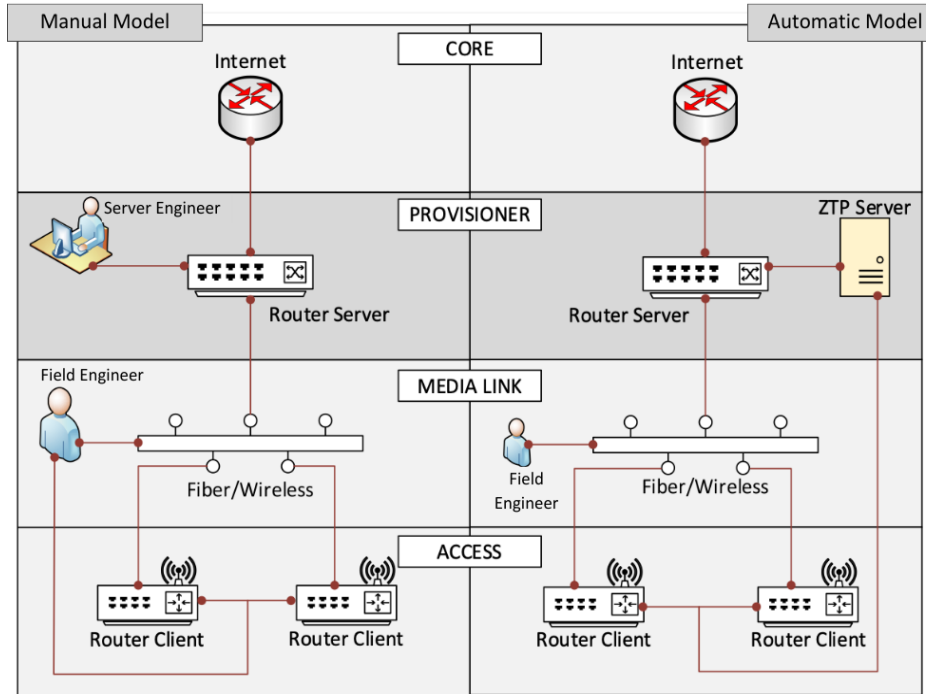 Manual Model
Automatic Model
CORE
Internet
Internet
PROVISIONER
Server Engineer
Router Server
ZTP Server
Router Server
MEDIA LINK
Field Engineer
Fiber/Wireless
Field
Engineer
Fiber/Wireless
ACCESS
Router Client
Router Client
Router Client
Router Client